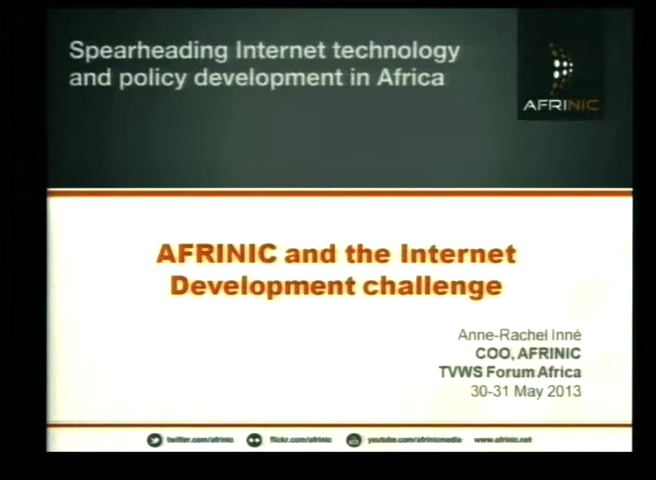 Spearheading Internet technology
and policy development in Africa
AFRINIC
AFRINIC and the Internet
Development challenge
Anne-Rachel Inné
COO, AFRINIC
TVWS Forum Africa
30-31 May 2013
twitter.com/afrinic flickr.com/afrinic youtube.com/afrinicmedia www.afrinic.net